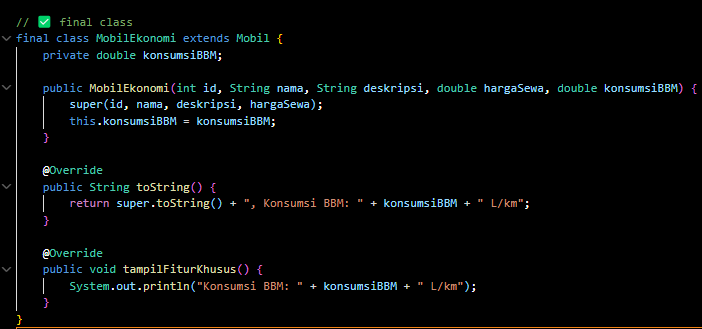 // ✅ final class
final class MobilEkonomi extends Mobil {
    private double konsumsiBBM;

    public MobilEkonomi(int id, String nama, String deskripsi, double hargaSewa, double konsumsiBBM) {
        super(id, nama, deskripsi, hargaSewa);
        this.konsumsiBBM = konsumsiBBM;
    }

    @Override
    public String toString() {
        return super.toString() + ", Konsumsi BBM: " + konsumsiBBM + " L/km";
    }

    @Override
    public void tampilFiturKhusus() {
        System.out.println("Konsumsi BBM: " + konsumsiBBM + " L/km");
    }
}